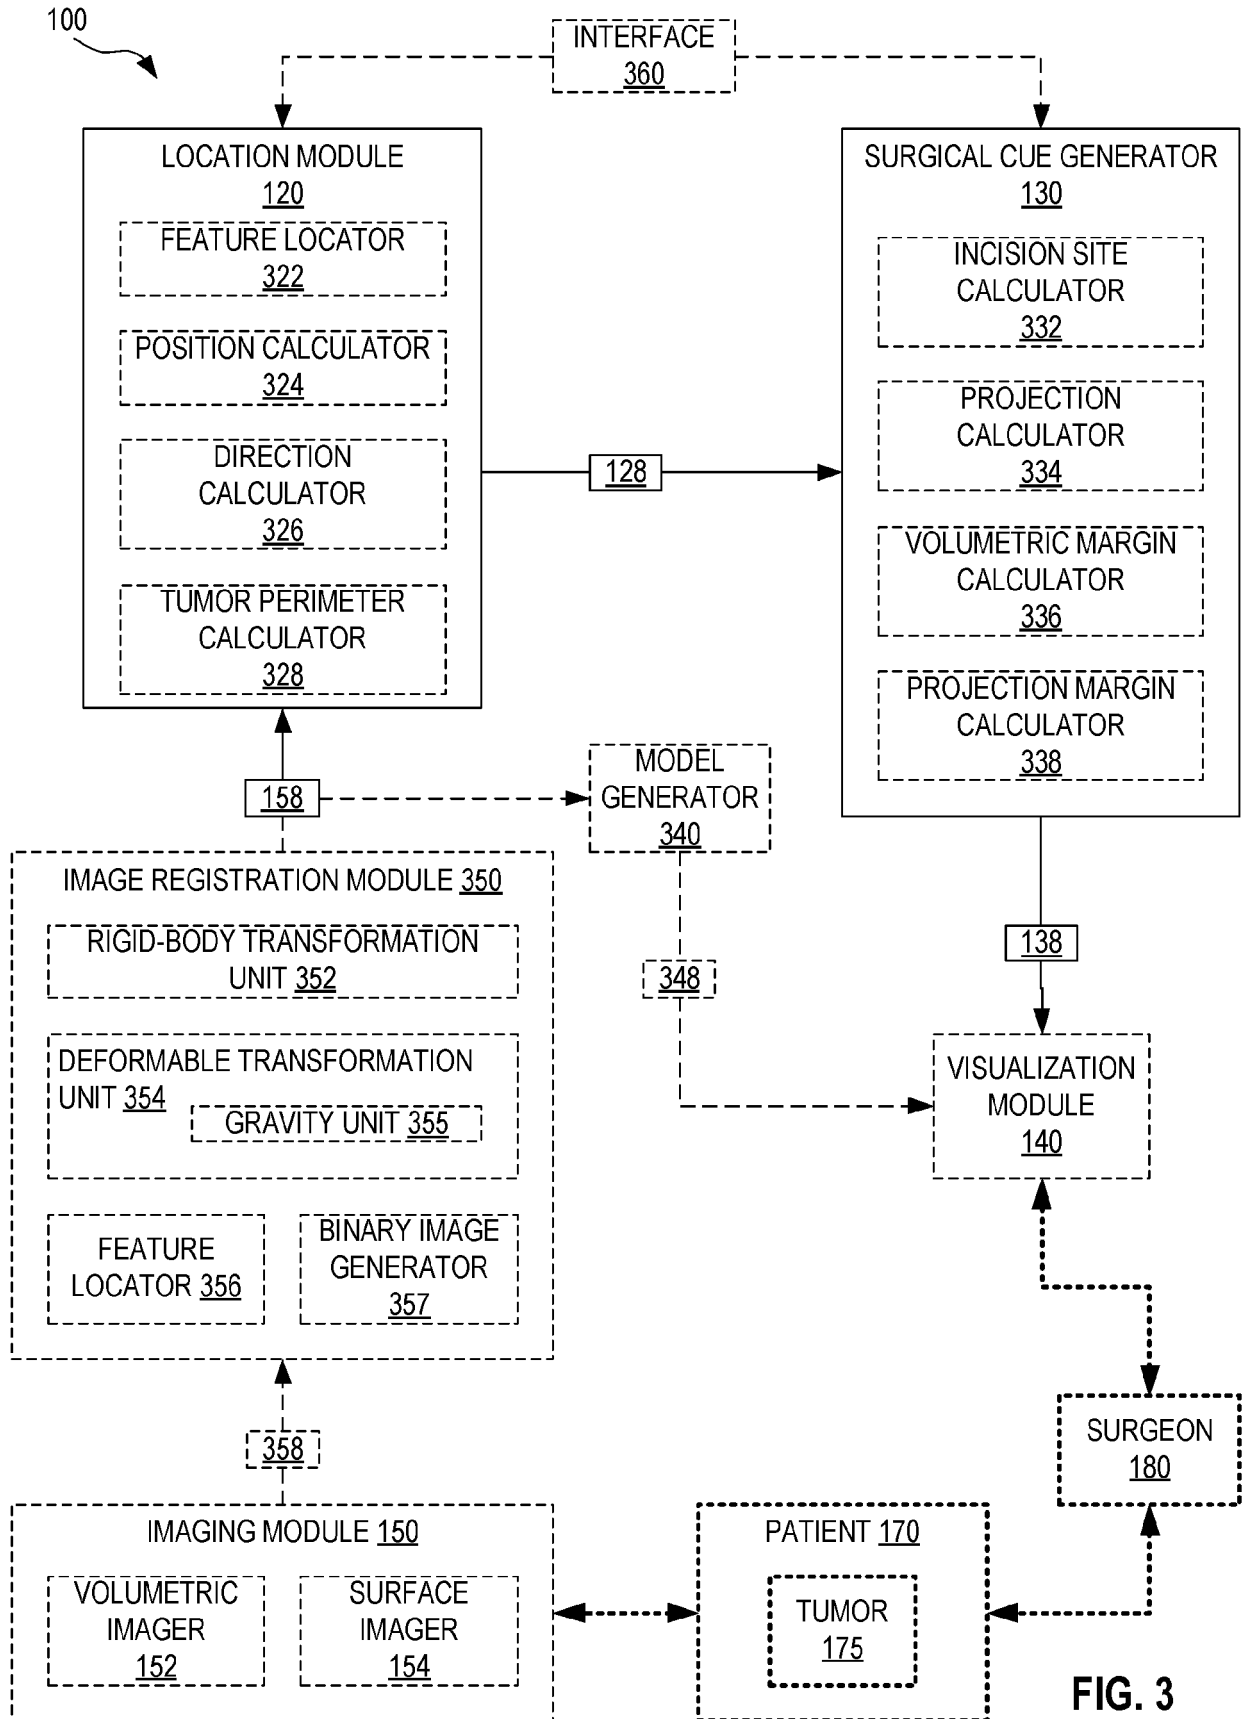 100
INTERFACE
360
LOCATION MODULE
120
FEATURE LOCATOR
322
POSITION CALCULATOR
324
DIRECTION
CALCULATOR
326
TUMOR PERIMETER
CALCULATOR
328
128
SURGICAL CUE GENERATOR
130
INCISION SITE
CALCULATOR
332
PROJECTION
CALCULATOR
334
VOLUMETRIC MARGIN
CALCULATOR
336
PROJECTION MARGIN
CALCULATOR
338
158
MODEL
GENERATOR
340
IMAGE REGISTRATION MODULE 350
RIGID-BODY TRANSFORMATION
UNIT 352
DEFORMABLE TRANSFORMATION
UNIT 354
GRAVITY UNIT 355
FEATURE
LOCATOR 356
BINARY IMAGE
GENERATOR
357
348
138
VISUALIZATION
MODULE
140
358
SURGEON
180
IMAGING MODULE 150
VOLUMETRIC
IMAGER
152
SURFACE
IMAGER
154
PATIENT 170
TUMOR
175
FIG. 3